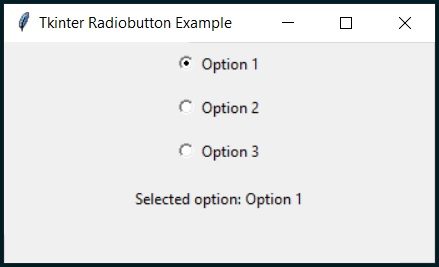 Tkinter Radiobutton Example
Option 1
Option 2
Option 3
Selected option: Option 1